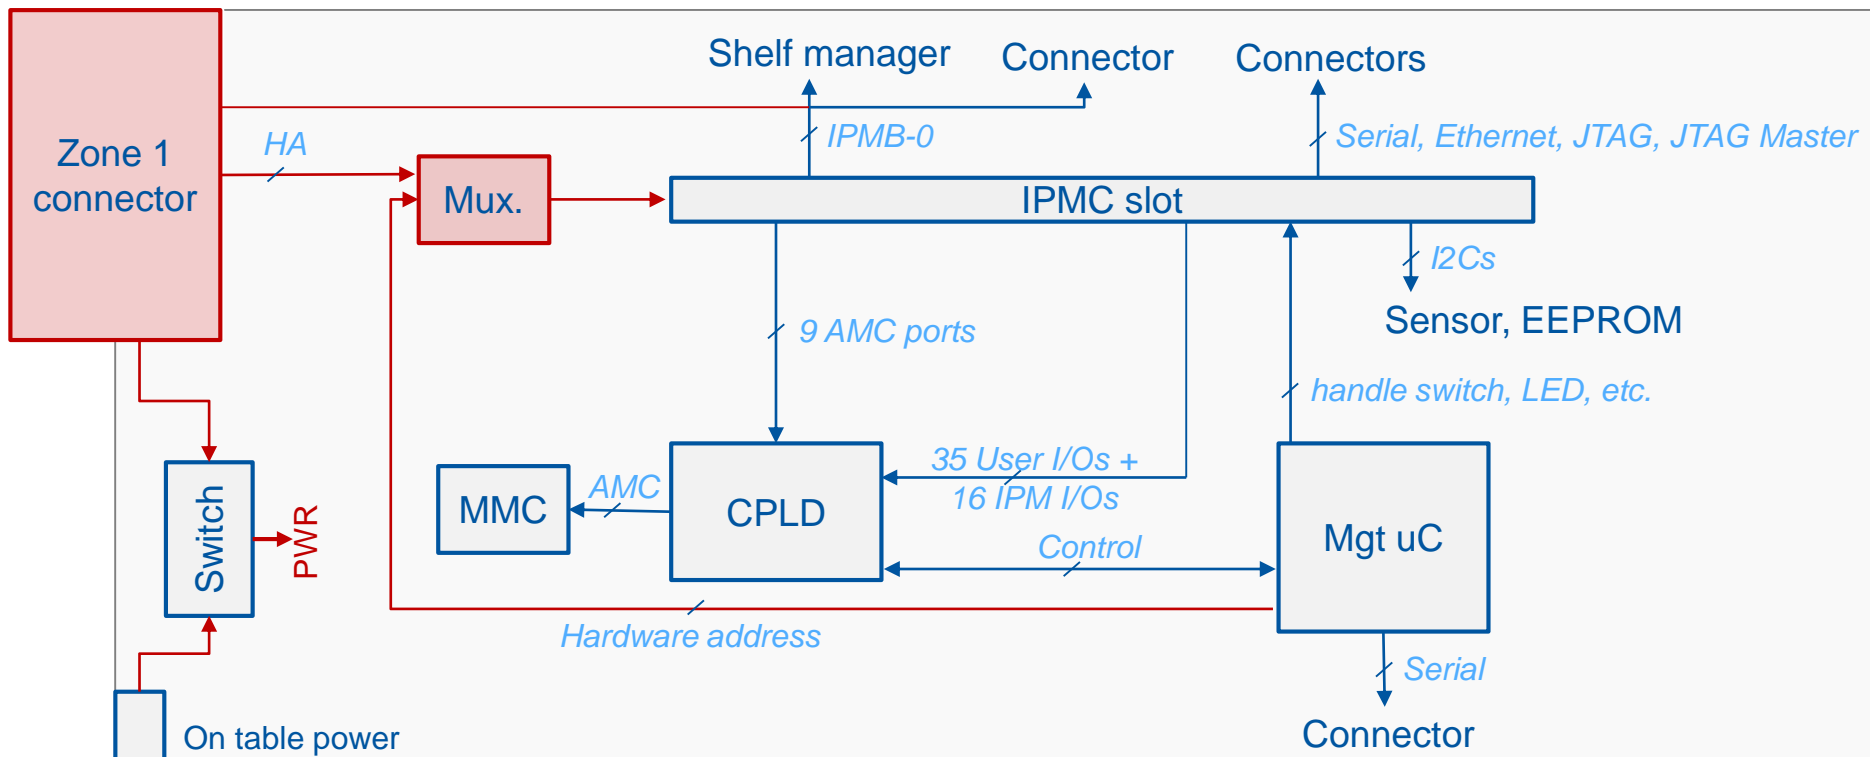 Shelf manager
Connector
Connectors
Zone 1
connector
HA
IPMB-0
Serial, Ethernet, JTAG, JTAG Master
Mux.
IPMC slot
I2Cs
Sensor, EEPROM
9 AMC ports
handle switch, LED, etc.
35 User I/Os +
16 IPM I/Os
AMC
MMC
CPLD
Control
Mgt uC
Switch
PWR
Hardware address
Serial
Connector
On table power